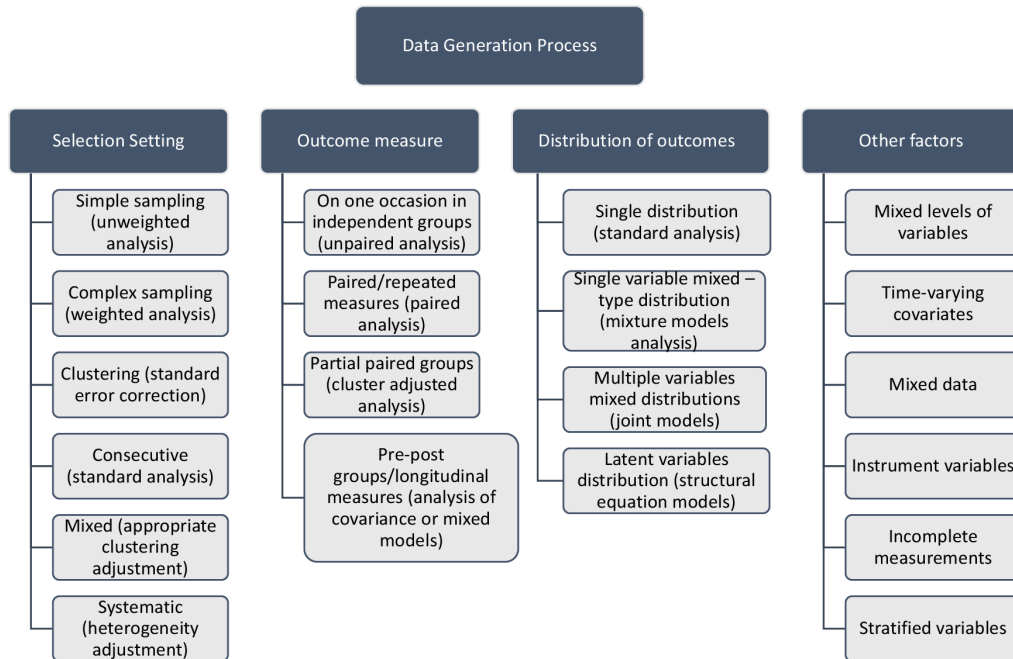 Data Generation Process
Selection Setting
Simple sampling
(unweighted
analysis)
Complex sampling
(weighted analysis)
Clustering (standard
error correction)
Consecutive
(standard analysis)
Mixed (appropriate
clustering
adjustment)
Systematic
(heterogeneity
adjustment)
Outcome measure
On one occasion in
independent groups
(unpaired analysis)
Paired/repeated
measures (paired
analysis)
Partial paired groups
(cluster adjusted
analysis)
Pre-post
groups/longitudinal
measures (analysis of
covariance or mixed
models)
Distribution of outcomes
Single distribution
(standard analysis)
Single variable mixed –
type distribution
(mixture models
analysis)
Multiple variables
mixed distributions
(joint models)
Latent variables
distribution (structural
equation models)
Other factors
Mixed levels of
variables
Time-varying
covariates
Mixed data
Instrument variables
Incomplete
measurements
Stratified variables